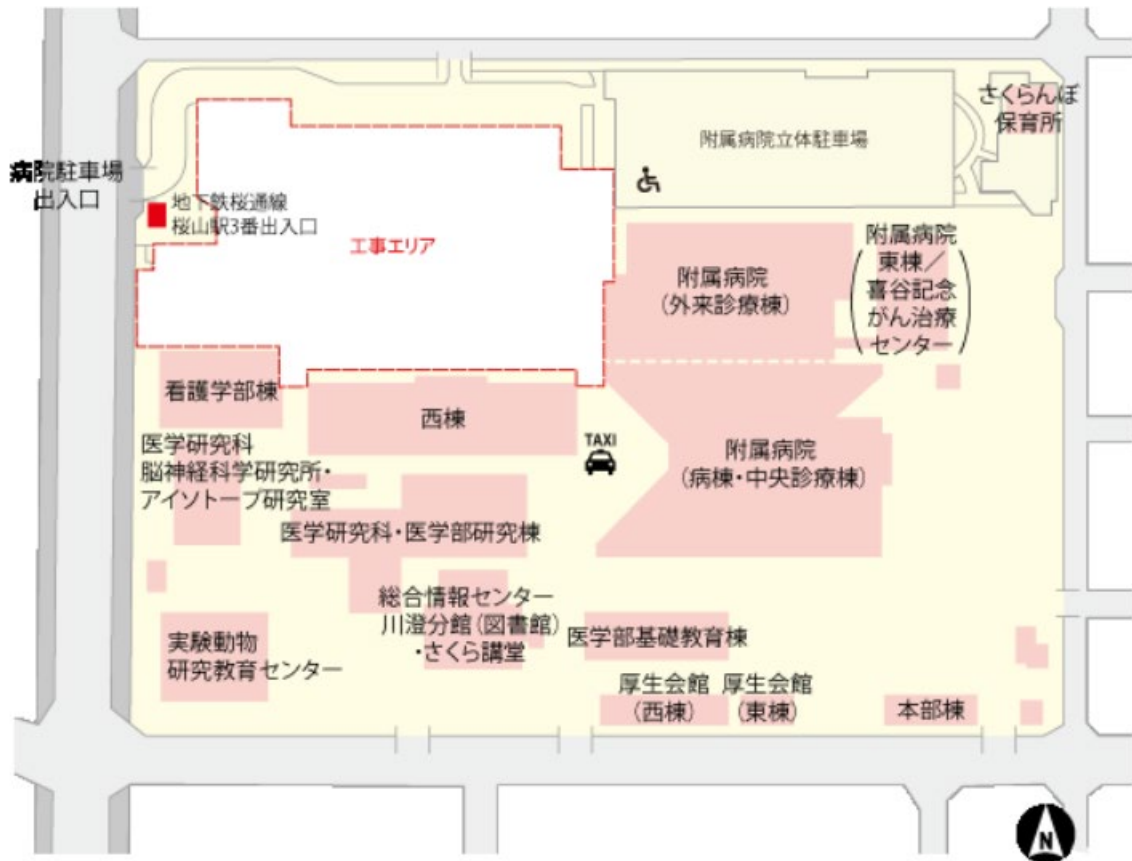 さくらんぼ
保育所
附属病院立体駐車場
病院駐車場
出入口
地下鉄桜通線
桜山駅3番出入口
工事エリア
附属病院
(外来診療棟)
附属病院
東棟/
喜谷記念
がん治療
センター
看護学部棟
西棟
TAXI
附属病院
(病棟・中央診療棟)
医学研究科
脳神経科学研究所・
アイソトープ研究室
医学研究科・医学部研究棟
総合情報センター
川澄分館(図書館)
・さくら講堂
医学部基礎教育棟
実験動物
研究教育センター
厚生会館
(西棟)
厚生会館
(東棟)
本部棟
N